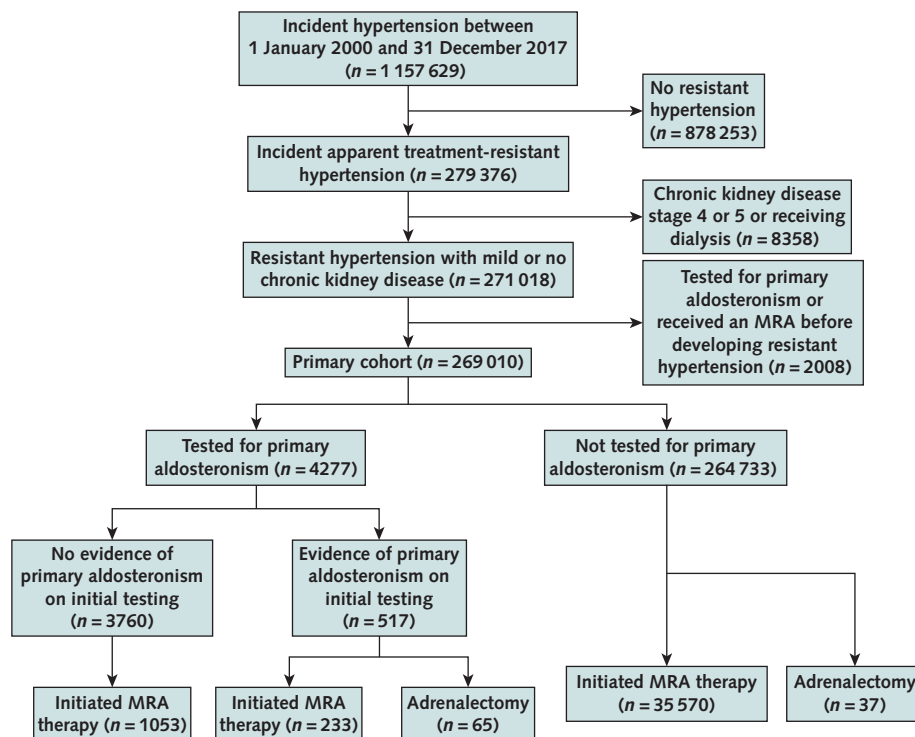 Incident hypertension between
1 January 2000 and 31 December 2017
(n = 1 157 629)
No resistant
hypertension
(n = 878 253)
Incident apparent treatment-resistant
hypertension (n = 279 376)
Chronic kidney disease
stage 4 or 5 or receiving
dialysis (n = 8358)
Resistant hypertension with mild or no
chronic kidney disease (n = 271 018)
Tested for primary
aldosteronism or
received an MRA before
developing resistant
hypertension (n = 2008)
Primary cohort (n = 269 010)
Tested for primary
aldosteronism (n = 4277)
Not tested for primary
aldosteronism (n = 264 733)
No evidence of
primary aldosteronism
on initial testing
(n = 3760)
Evidence of primary
aldosteronism on
initial testing
(n = 517)
Initiated MRA
therapy (n = 1053)
Initiated MRA
therapy (n = 233)
Adrenalectomy
(n = 65)
Initiated MRA therapy
(n = 35 570)
Adrenalectomy
(n = 37)